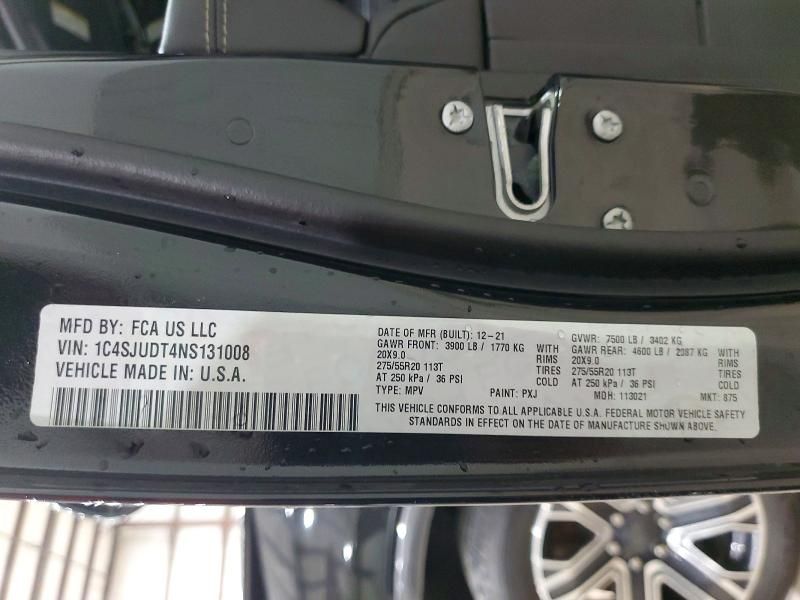 MFD BY: FCA US LLC
VIN: 1C4SJUDT4NS131008
VEHICLE MADE IN: U.S.A.
DATE OF MFR (BUILT): 12-21 GVWR: 7500 LB / 3402 KG
GAWR FRONT: 3900 LB / 1770 KG WITH GAWR REAR: 4600 LB / 2087 KG WITH
20X9.0 RIMS 20X9.0 RIMS
275/55R20 113T TIRES 275/55R20 113T TIRES
AT 250 kPa / 36 PSI COLD AT 250 kPa / 36 PSI COLD
TYPE: MPV PAINT: PXJ MDH: 113021 MKT: 875
THIS VEHICLE CONFORMS TO ALL APPLICABLE U.S.A. FEDERAL MOTOR VEHICLE SAFETY
STANDARDS IN EFFECT ON THE DATE OF MANUFACTURE SHOWN ABOVE.